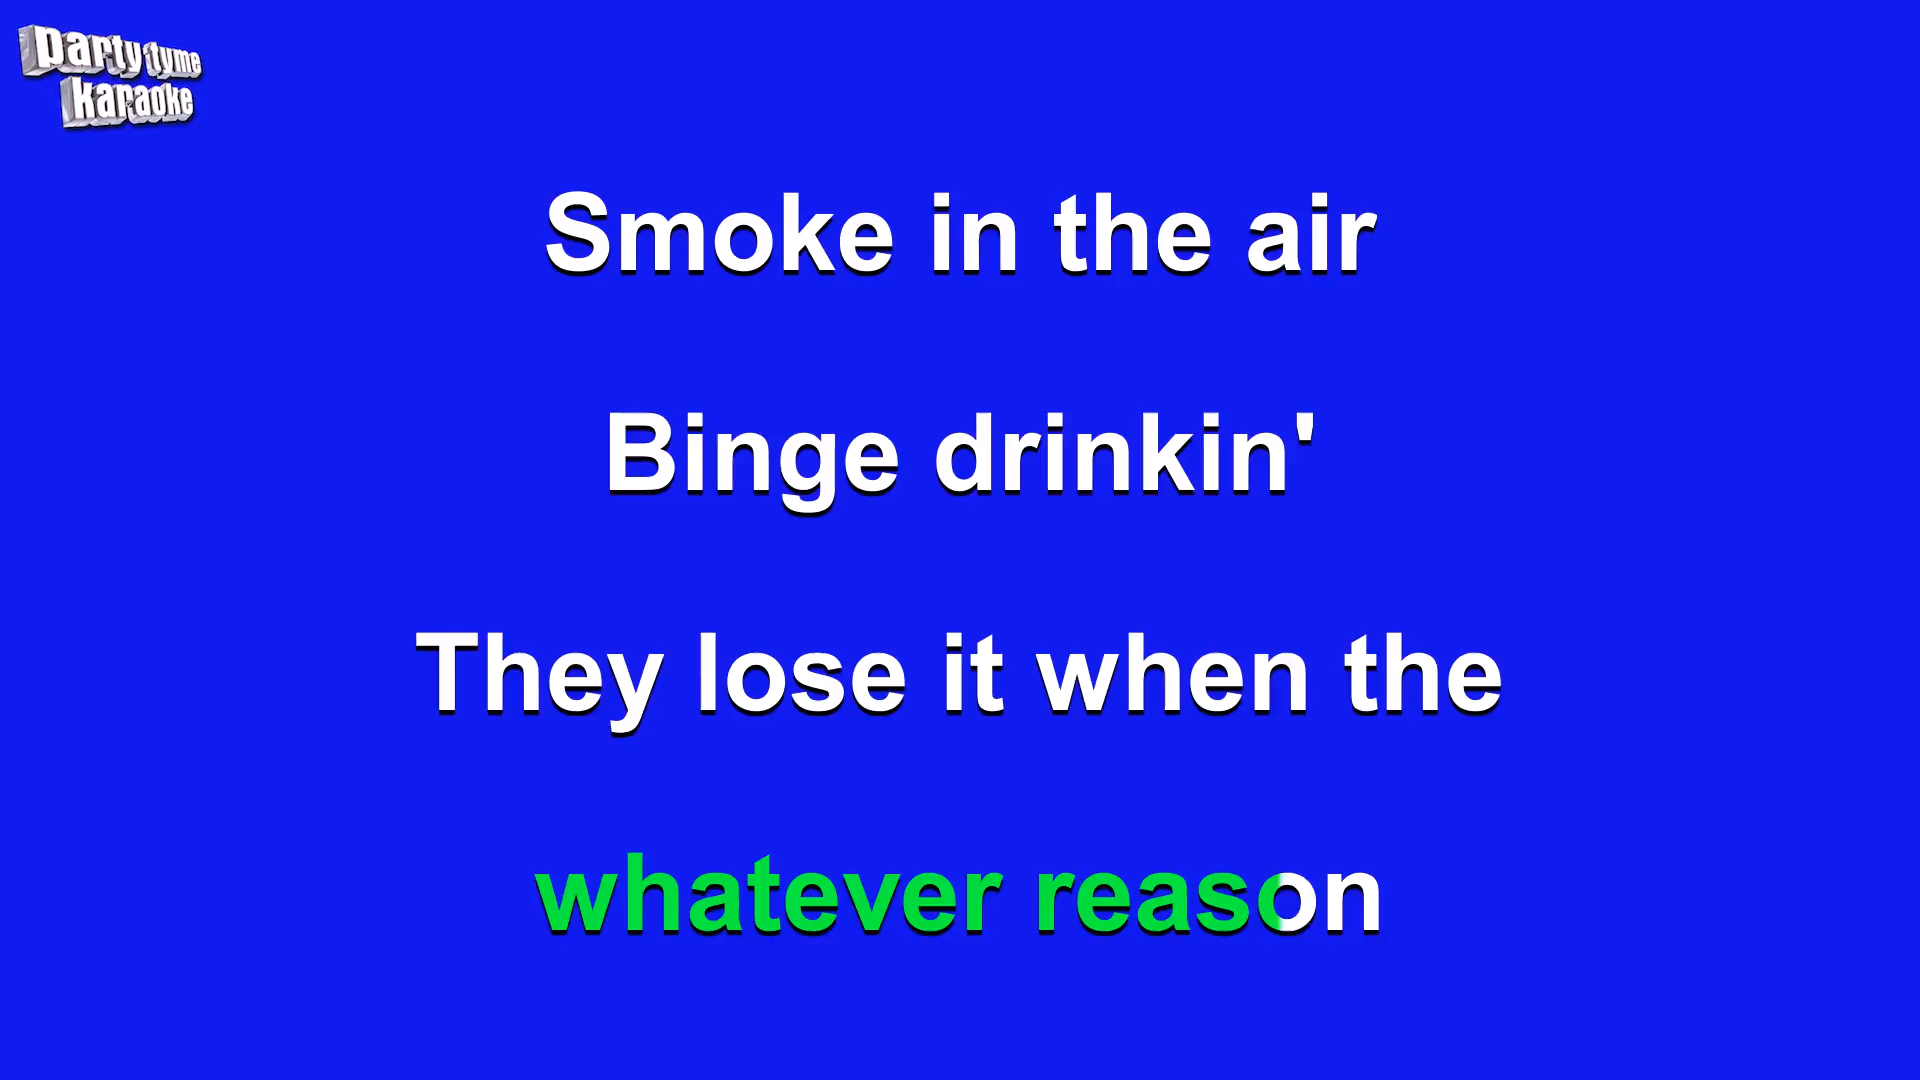 party tyme
karaoke
Smoke in the air
Binge drinkin'
They lose it when the
whatever reason